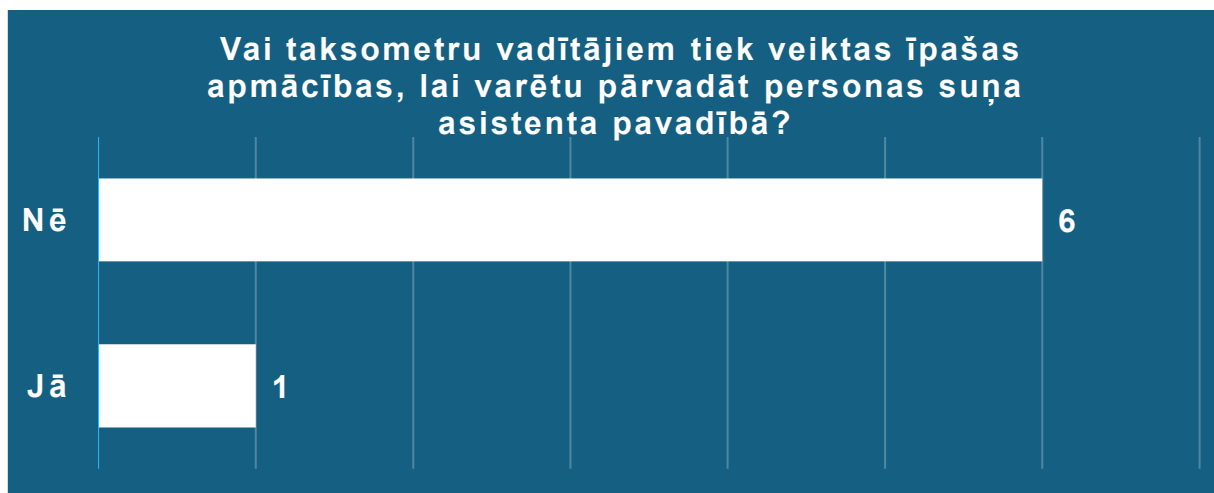 Vai taksometru vadītājiem tiek veiktas īpašas
apmācības, lai varētu pārvadāt personas suņa
asistenta pavadībā?
Nē
6
Jā
1